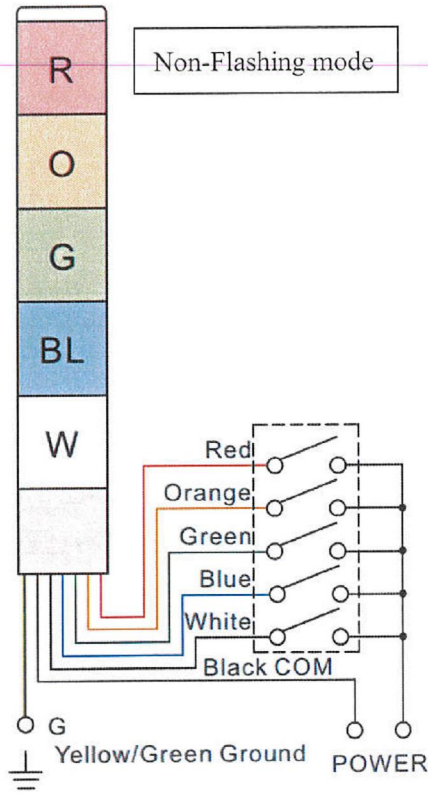 R
Non-Flashing mode
O
G
BL
W
Red
Orange
Green
Blue
White
Black COM
G
Yellow/Green Ground
POWER